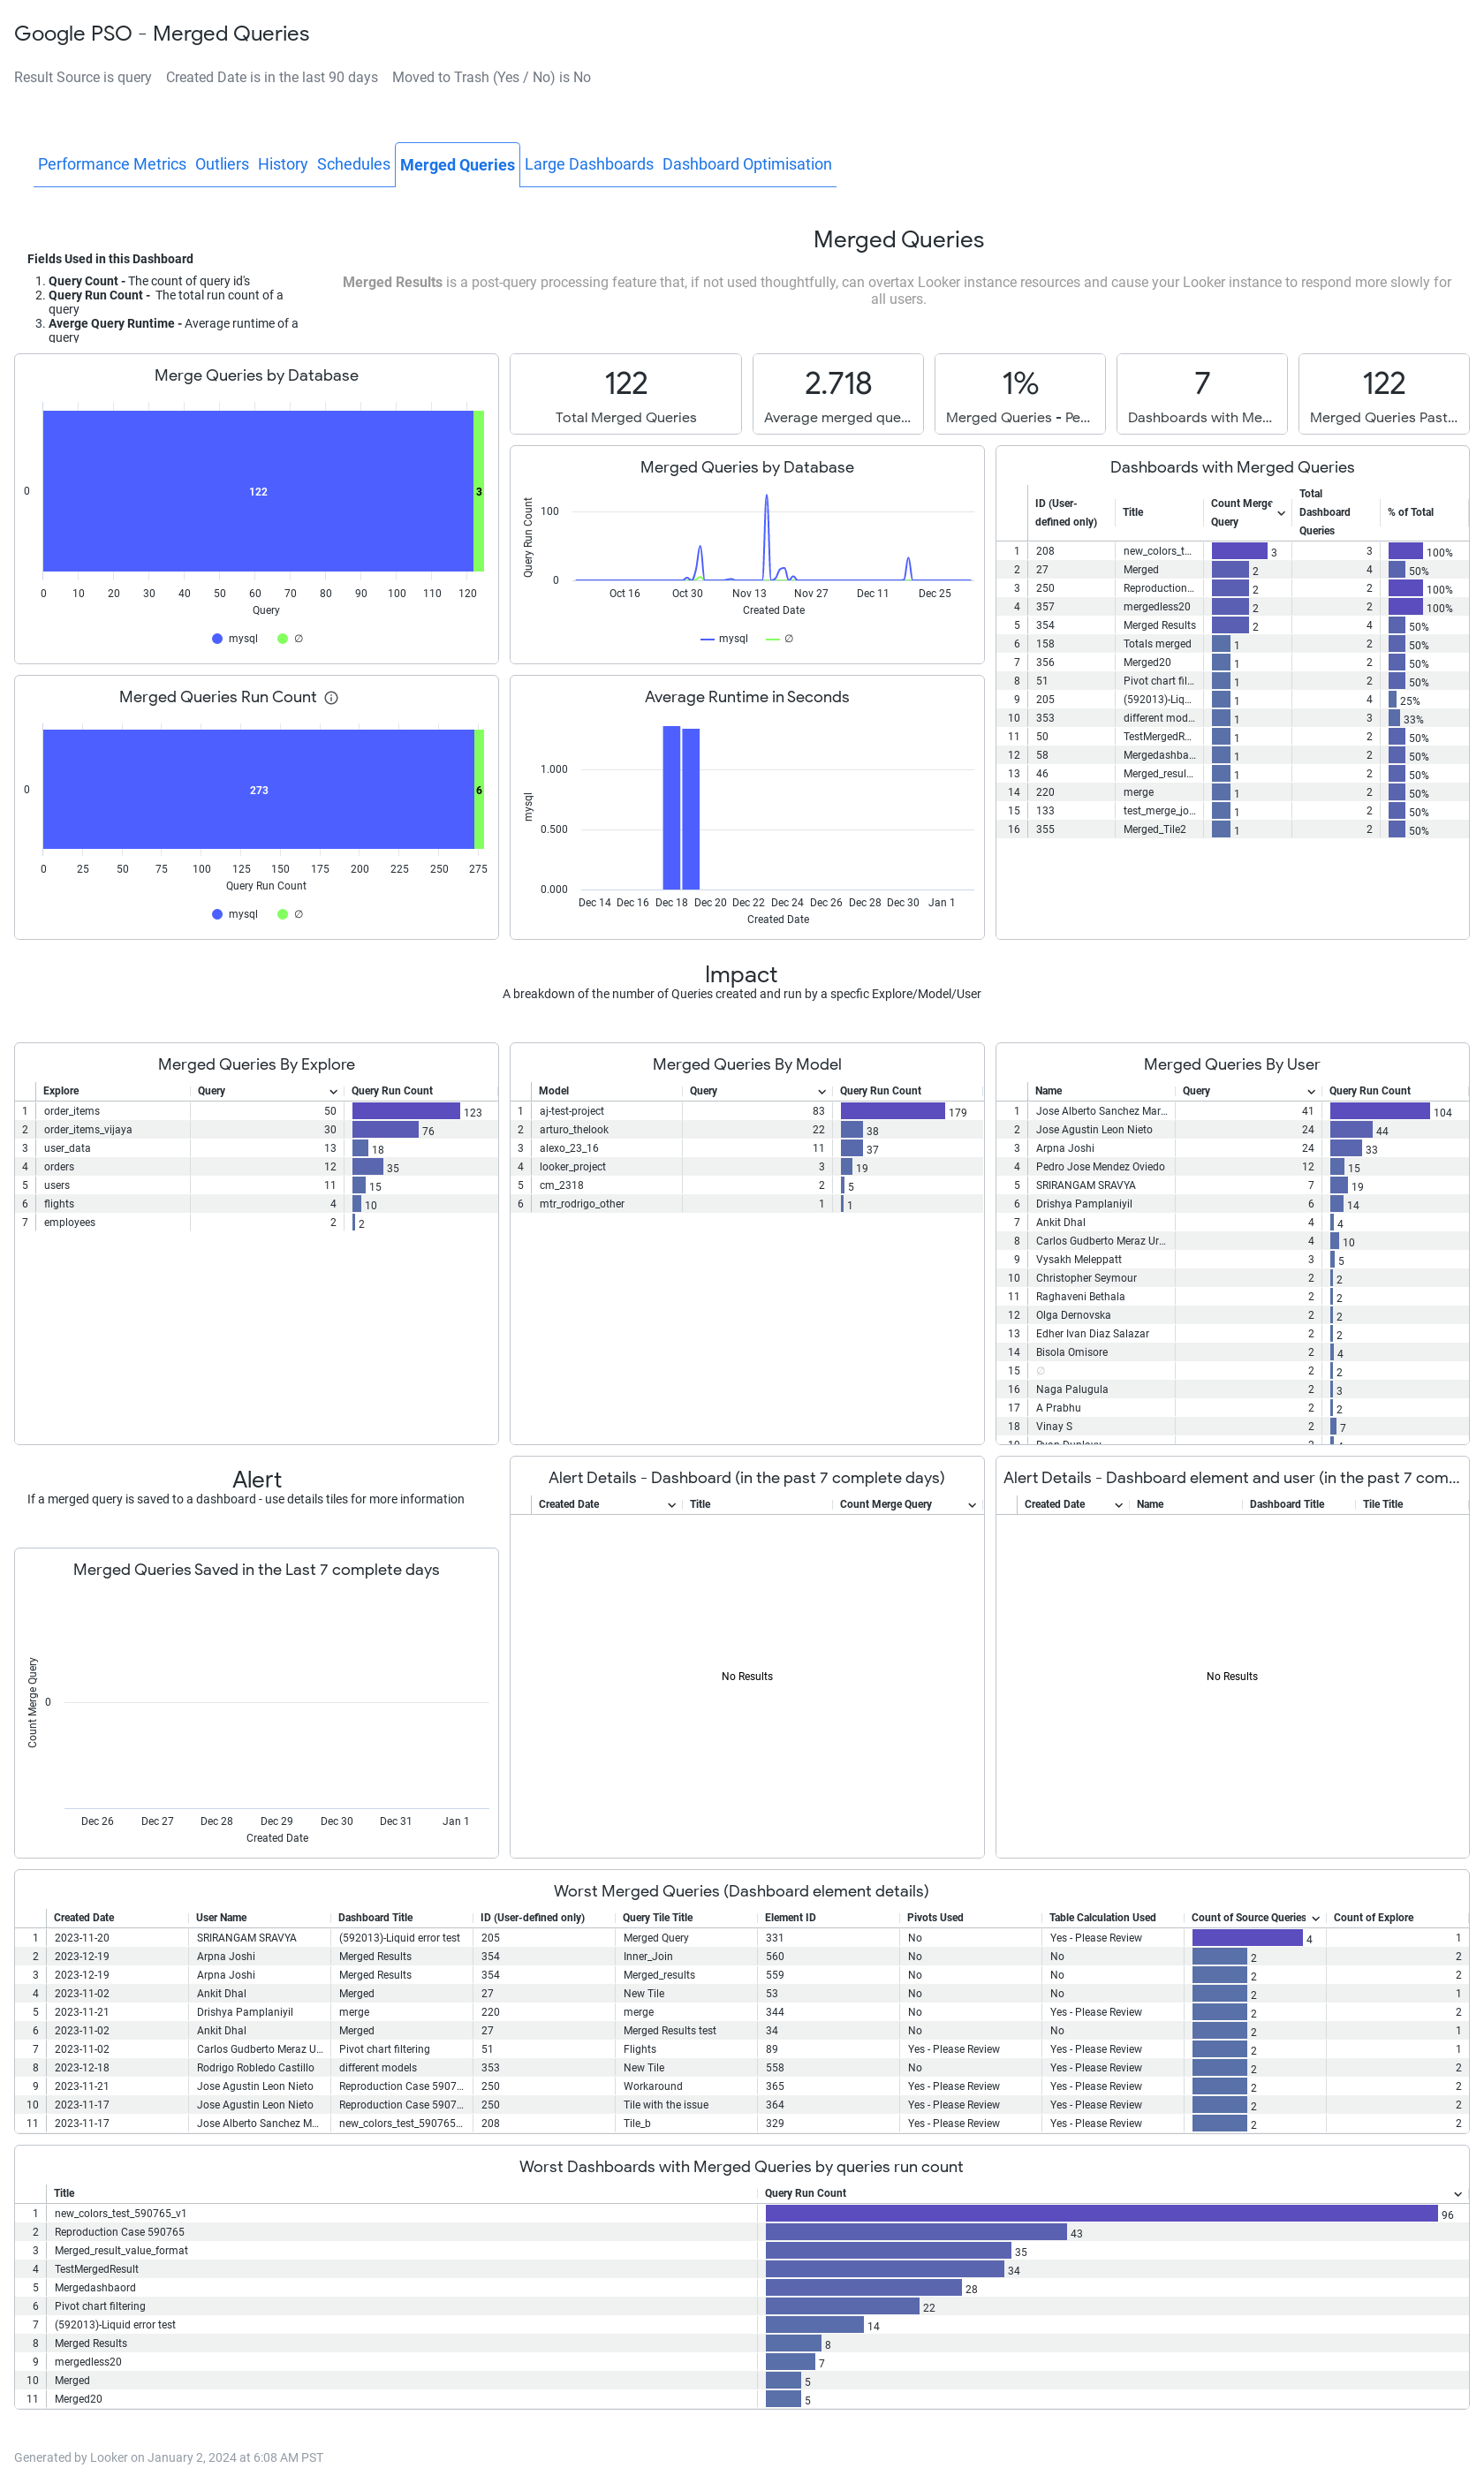 Google PSO - Merged Queries
Result Source is query Created Date is in the last 90 days Moved to Trash (Yes / No) is No
Performance Metrics Outliers History Schedules Merged Queries Large Dashboards Dashboard Optimisation
Fields Used in this Dashboard
1. Query Count - The count of query id's
2. Query Run Count - The total run count of a
query
3. Averge Query Runtime - Average runtime of a
query
Merged Queries
Merged Results is a post-query processing feature that, if not used thoughtfully, can overtax Looker instance resources and cause your Looker instance to respond more slowly for
all users.
Merge Queries by Database
0
122
3
0 10 20 30 40 50 60 70 80 90 100 110 120
Query
mysql ∅
122
Total Merged Queries
2.718
Average merged que...
1%
Merged Queries - Pe...
7
Dashboards with Me...
122
Merged Queries Past...
Merged Queries by Database
Query Run Count
100
0
Oct 16 Oct 30 Nov 13 Nov 27 Dec 11 Dec 25
Created Date
mysql ∅
Dashboards with Merged Queries
ID (User-
defined only)
Title
Count Merge
Query
Total
Dashboard
Queries
% of Total
1 208 new_colors_t... 3 3 100%
2 27 Merged 2 4 50%
3 250 Reproduction... 2 2 100%
4 357 mergedless20 2 2 100%
5 354 Merged Results 2 4 50%
6 158 Totals merged 1 2 50%
7 356 Merged20 1 2 50%
8 51 Pivot chart fil... 1 2 50%
9 205 (592013)-Liq... 1 4 25%
10 353 different mod... 1 3 33%
11 50 TestMergedR... 1 2 50%
12 58 Mergedashba... 1 2 50%
13 46 Merged_resul... 1 2 50%
14 220 merge 1 2 50%
15 133 test_merge_jo... 1 2 50%
16 355 Merged_Tile2 1 2 50%
Merged Queries Run Count
0
273
6
0 25 50 75 100 125 150 175 200 225 250 275
Query Run Count
mysql ∅
Average Runtime in Seconds
mysql
1.000
0.500
0.000
Dec 14 Dec 16 Dec 18 Dec 20 Dec 22 Dec 24 Dec 26 Dec 28 Dec 30 Jan 1
Created Date
Impact
A breakdown of the number of Queries created and run by a specfic Explore/Model/User
Merged Queries By Explore
Explore Query Query Run Count
1 order_items 50 123
2 order_items_vijaya 30 76
3 user_data 13 18
4 orders 12 35
5 users 11 15
6 flights 4 10
7 employees 2 2
Merged Queries By Model
Model Query Query Run Count
1 aj-test-project 83 179
2 arturo_thelook 22 38
3 alexo_23_16 11 37
4 looker_project 3 19
5 cm_2318 2 5
6 mtr_rodrigo_other 1 1
Merged Queries By User
Name Query Query Run Count
1 Jose Alberto Sanchez Mar... 41 104
2 Jose Agustin Leon Nieto 24 44
3 Arpna Joshi 24 33
4 Pedro Jose Mendez Oviedo 12 15
5 SRIRANGAM SRAVYA 7 19
6 Drishya Pamplaniyil 6 14
7 Ankit Dhal 4 4
8 Carlos Gudberto Meraz Ur... 4 10
9 Vysakh Meleppatt 3 5
10 Christopher Seymour 2 2
11 Raghaveni Bethala 2 2
12 Olga Dernovska 2 2
13 Edher Ivan Diaz Salazar 2 2
14 Bisola Omisore 2 4
15 ∅ 2 2
16 Naga Palugula 2 3
17 A Prabhu 2 2
18 Vinay S 2 7
Alert
If a merged query is saved to a dashboard - use details tiles for more information
Merged Queries Saved in the Last 7 complete days
Count Merge Query
0
Dec 26 Dec 27 Dec 28 Dec 29 Dec 30 Dec 31 Jan 1
Created Date
Alert Details - Dashboard (in the past 7 complete days)
Created Date Title Count Merge Query
No Results
Alert Details - Dashboard element and user (in the past 7 com...
Created Date Name Dashboard Title Tile Title
No Results
Worst Merged Queries (Dashboard element details)
Created Date User Name Dashboard Title ID (User-defined only) Query Tile Title Element ID Pivots Used Table Calculation Used Count of Source Queries Count of Explore
1 2023-11-20 SRIRANGAM SRAVYA (592013)-Liquid error test 205 Merged Query 331 No Yes - Please Review 4 1
2 2023-12-19 Arpna Joshi Merged Results 354 Inner_Join 560 No No 2 2
3 2023-12-19 Arpna Joshi Merged Results 354 Merged_results 559 No No 2 2
4 2023-11-02 Ankit Dhal Merged 27 New Tile 53 No No 2 1
5 2023-11-21 Drishya Pamplaniyil merge 220 merge 344 No Yes - Please Review 2 2
6 2023-11-02 Ankit Dhal Merged 27 Merged Results test 34 No No 2 1
7 2023-11-02 Carlos Gudberto Meraz U... Pivot chart filtering 51 Flights 89 Yes - Please Review Yes - Please Review 2 1
8 2023-12-18 Rodrigo Robledo Castillo different models 353 New Tile 558 No Yes - Please Review 2 2
9 2023-11-21 Jose Agustin Leon Nieto Reproduction Case 5907... 250 Workaround 365 Yes - Please Review Yes - Please Review 2 2
10 2023-11-17 Jose Agustin Leon Nieto Reproduction Case 5907... 250 Tile with the issue 364 Yes - Please Review Yes - Please Review 2 2
11 2023-11-17 Jose Alberto Sanchez M... new_colors_test_590765... 208 Tile_b 329 Yes - Please Review Yes - Please Review 2 2
Worst Dashboards with Merged Queries by queries run count
Title Query Run Count
1 new_colors_test_590765_v1 96
2 Reproduction Case 590765 43
3 Merged_result_value_format 35
4 TestMergedResult 34
5 Mergedashbaord 28
6 Pivot chart filtering 22
7 (592013)-Liquid error test 14
8 Merged Results 8
9 mergedless20 7
10 Merged 5
11 Merged20 5
Generated by Looker on January 2, 2024 at 6:08 AM PST